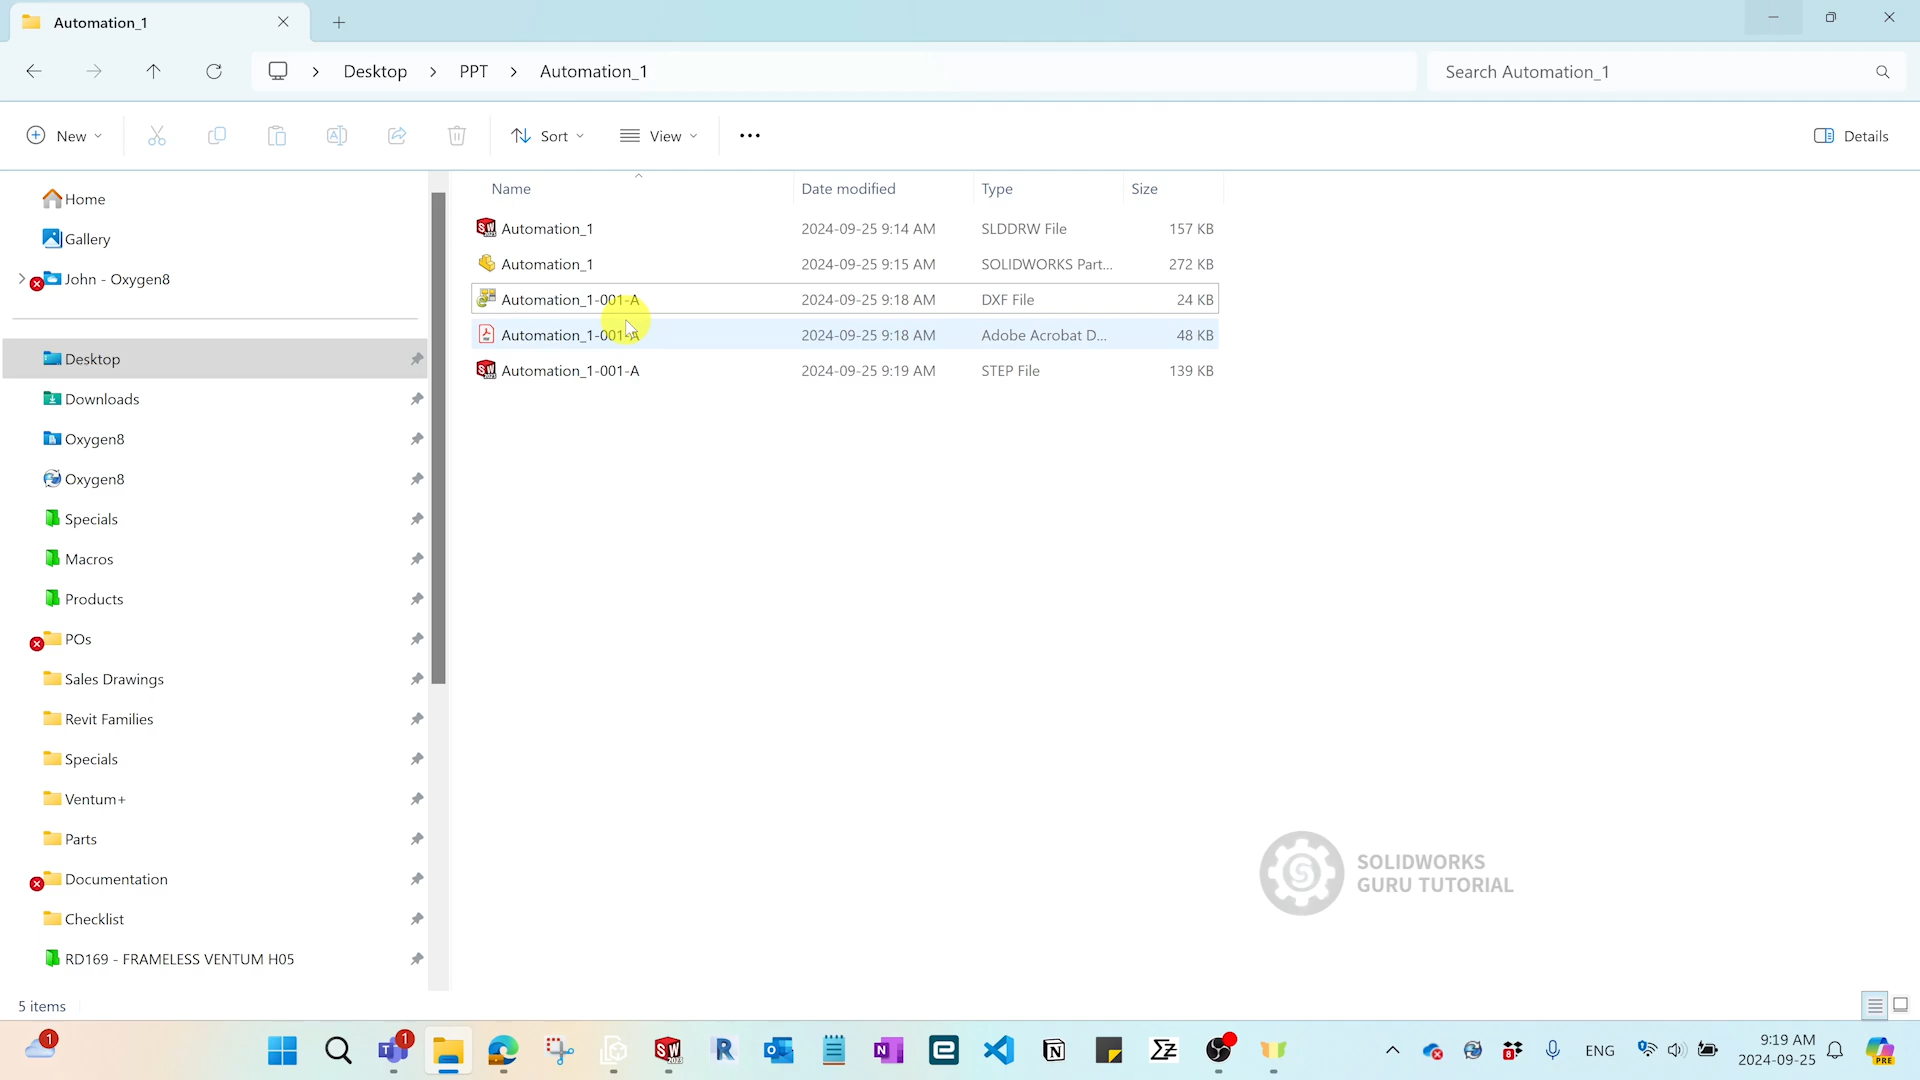 Automation_1
Desktop
PPT
Automation_1
Search Automation_1
New
Sort
View
Details
Name
Date modified
Type
Size
Home
Gallery
John - Oxygen8
Desktop
Downloads
Oxygen8
Oxygen8
Specials
Macros
Products
POs
Sales Drawings
Revit Families
Specials
Ventum+
Parts
Documentation
Checklist
RD169 - FRAMELESS VENTUM H05
Automation_1 2024-09-25 9:14 AM SLDDRW File 157 KB
Automation_1 2024-09-25 9:15 AM SOLIDWORKS Part... 272 KB
Automation_1-001-A 2024-09-25 9:18 AM DXF File 24 KB
Automation_1-001-A 2024-09-25 9:18 AM Adobe Acrobat D... 48 KB
Automation_1-001-A 2024-09-25 9:19 AM STEP File 139 KB
SOLIDWORKS
GURU TUTORIAL
5 items
1
1
ENG
9:19 AM
2024-09-25